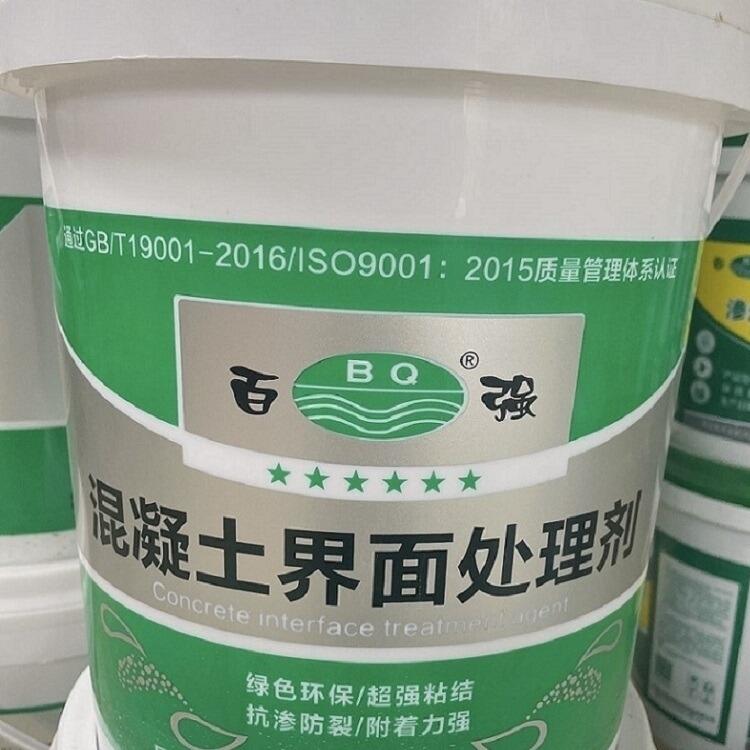 通过GB/T19001-2016/ISO9001：2015质量管理体系认证
百 BQ® 强
混凝土界面处理剂
Concrete interface treatment agent
绿色环保/超强粘结
抗渗防裂/附着力强